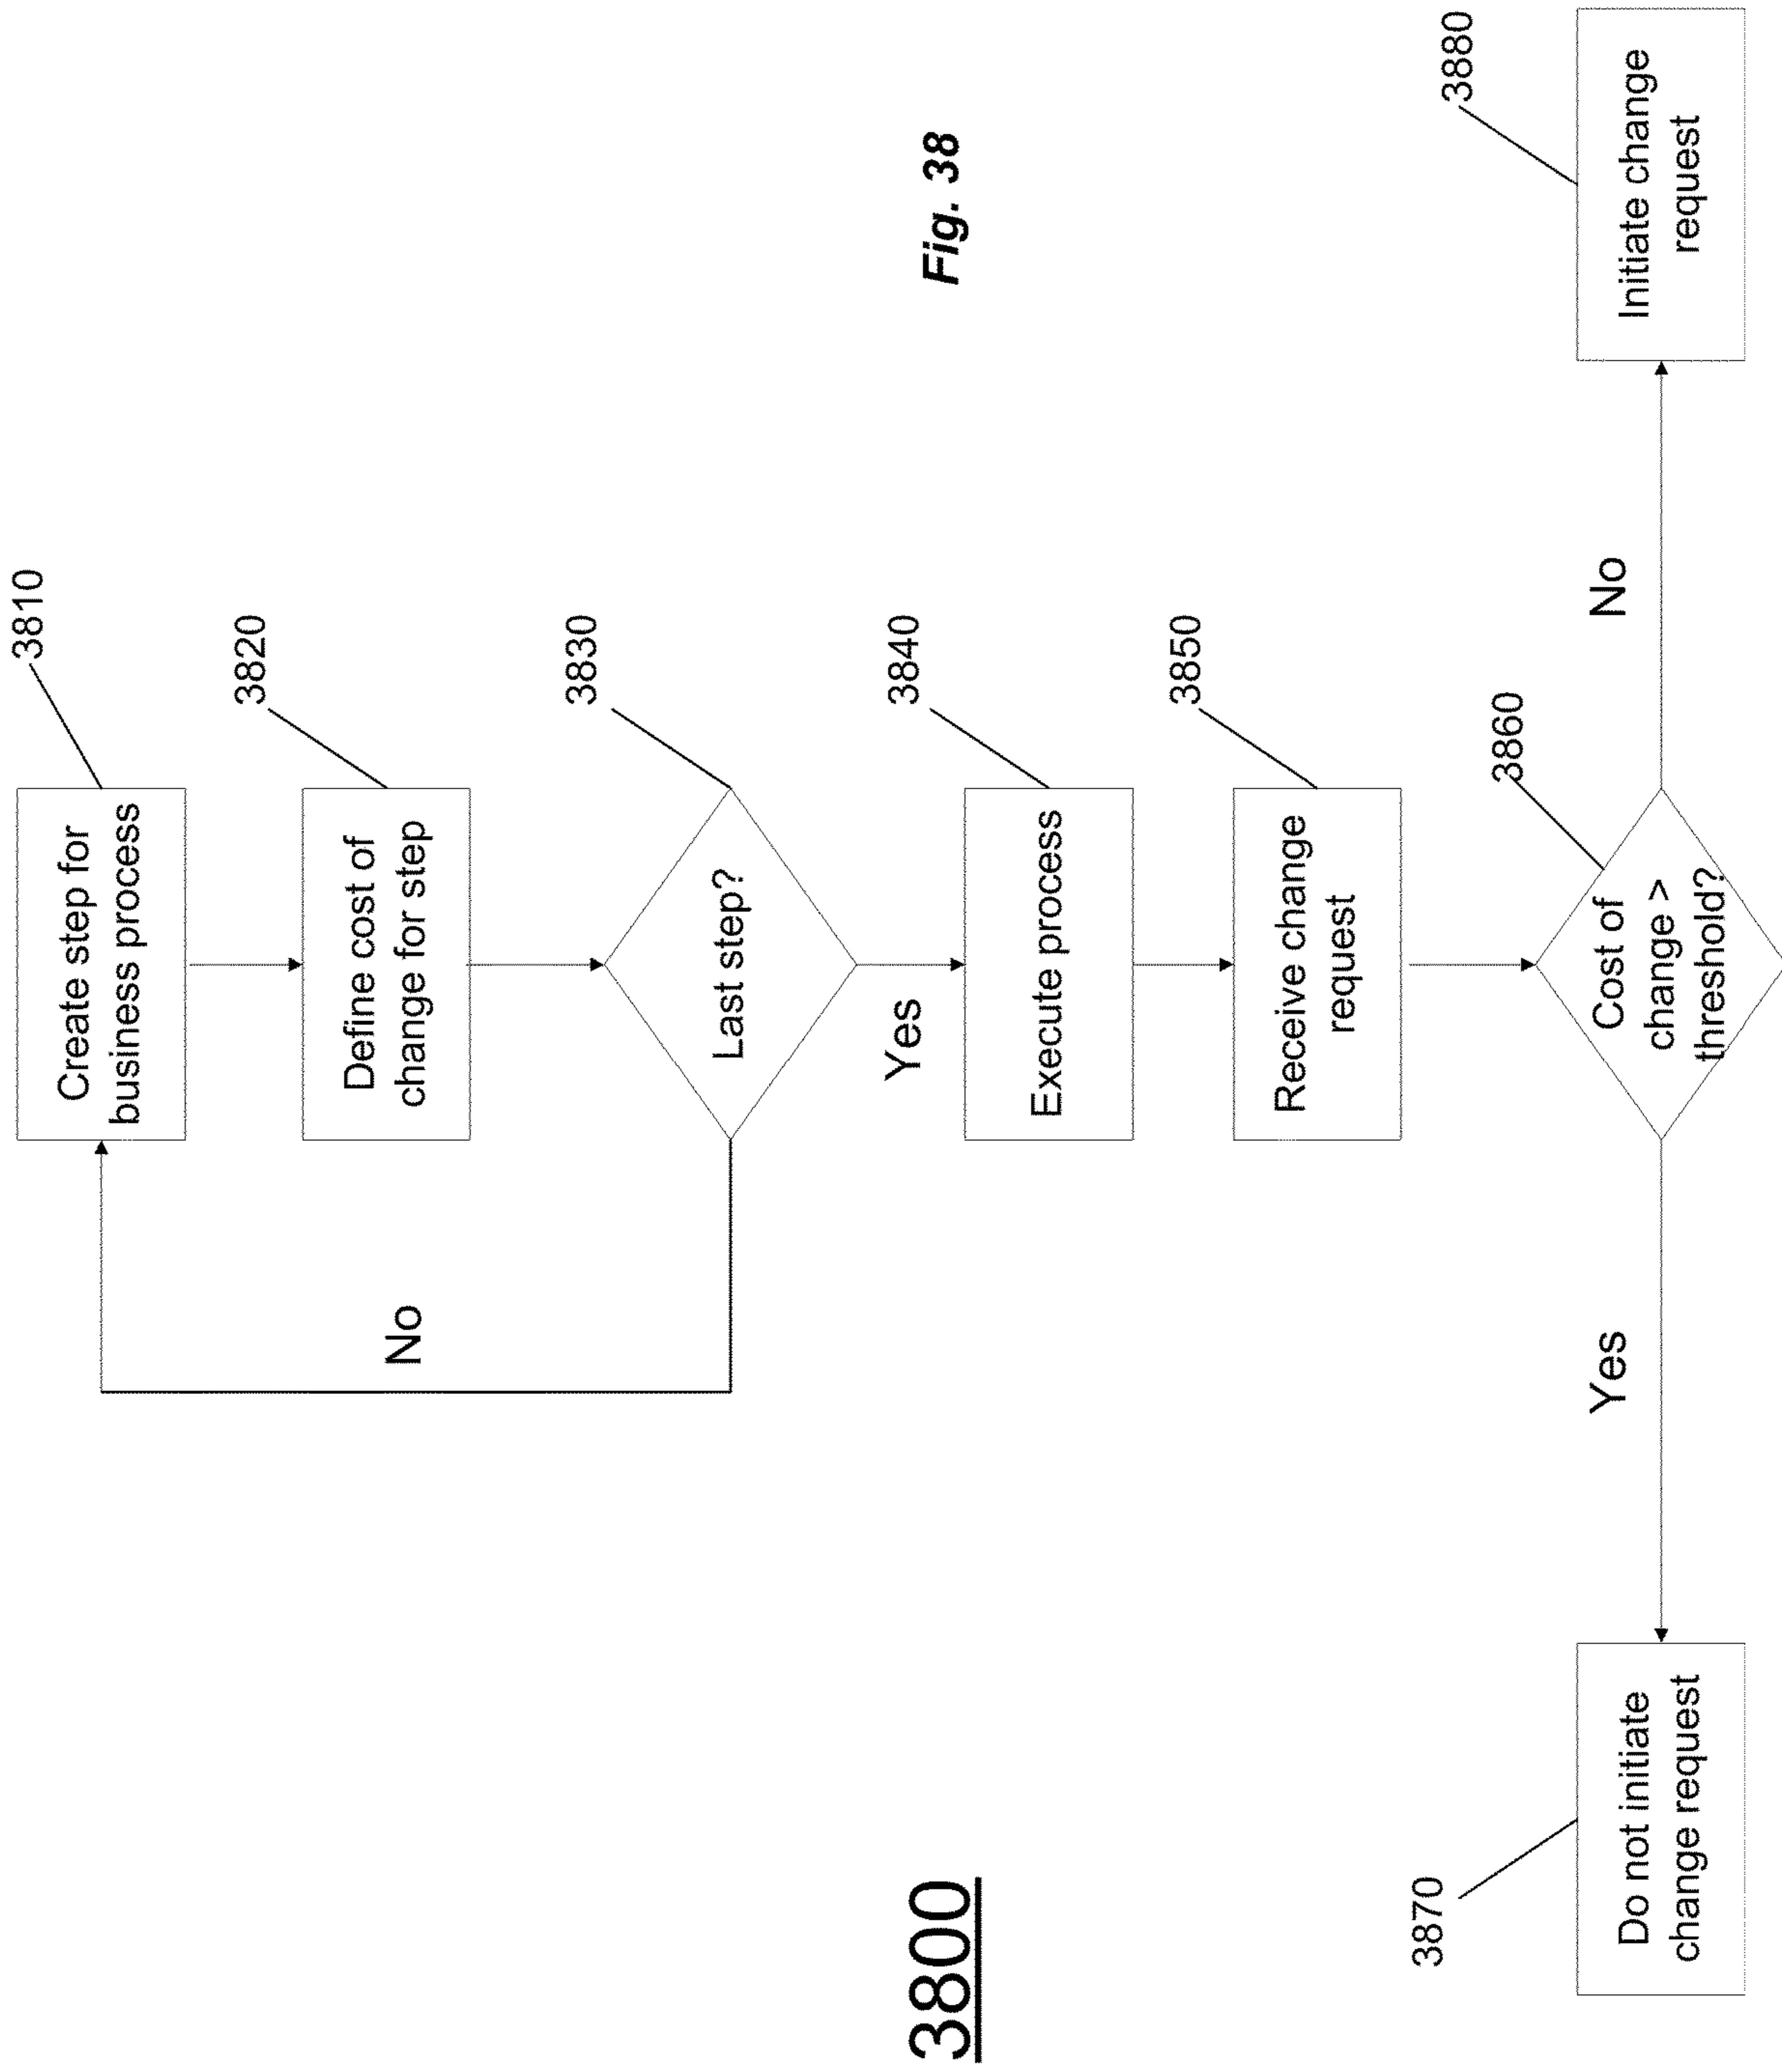 3800
3810
Create step for
business process
3820
Define cost of
change for step
3830
Last step?
No
Yes
3840
Execute process
3850
Receive change
request
3860
Cost of
change >
threshold?
Yes
No
3870
Do not initiate
change request
3880
Initiate change
request
Fig. 38